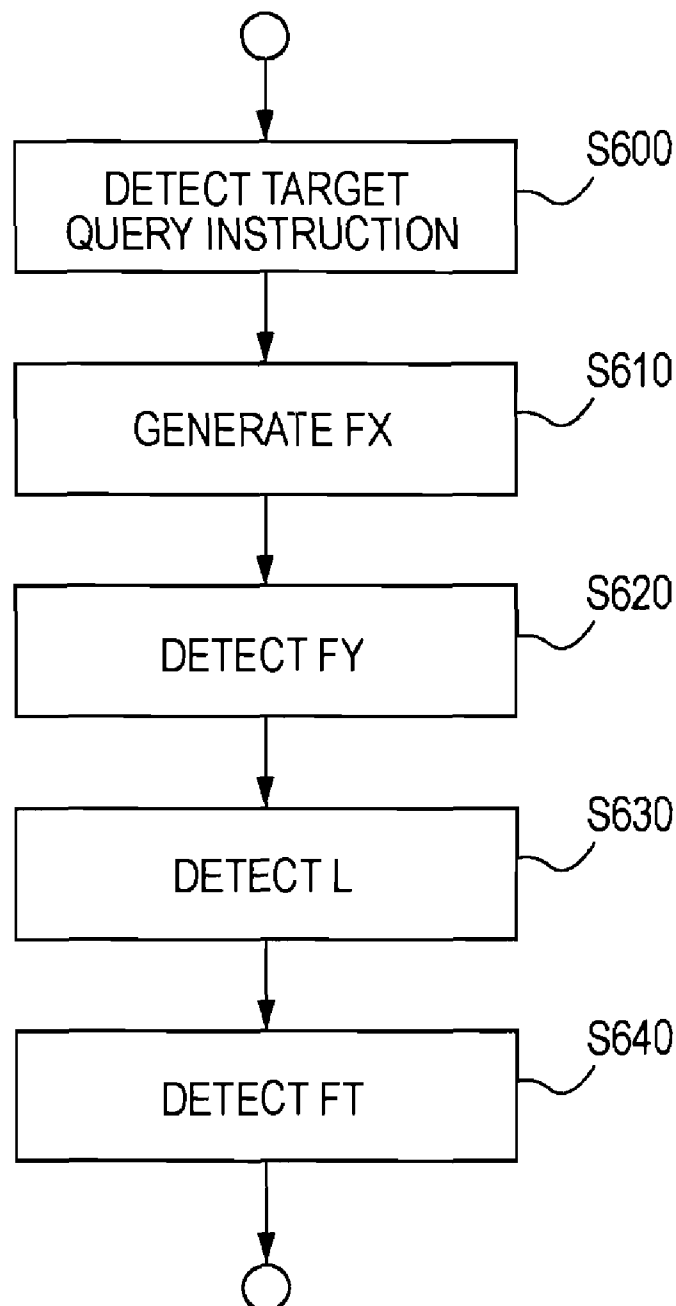 S600
DETECT TARGET
QUERY INSTRUCTION
S610
GENERATE FX
S620
DETECT FY
S630
DETECT L
S640
DETECT FT